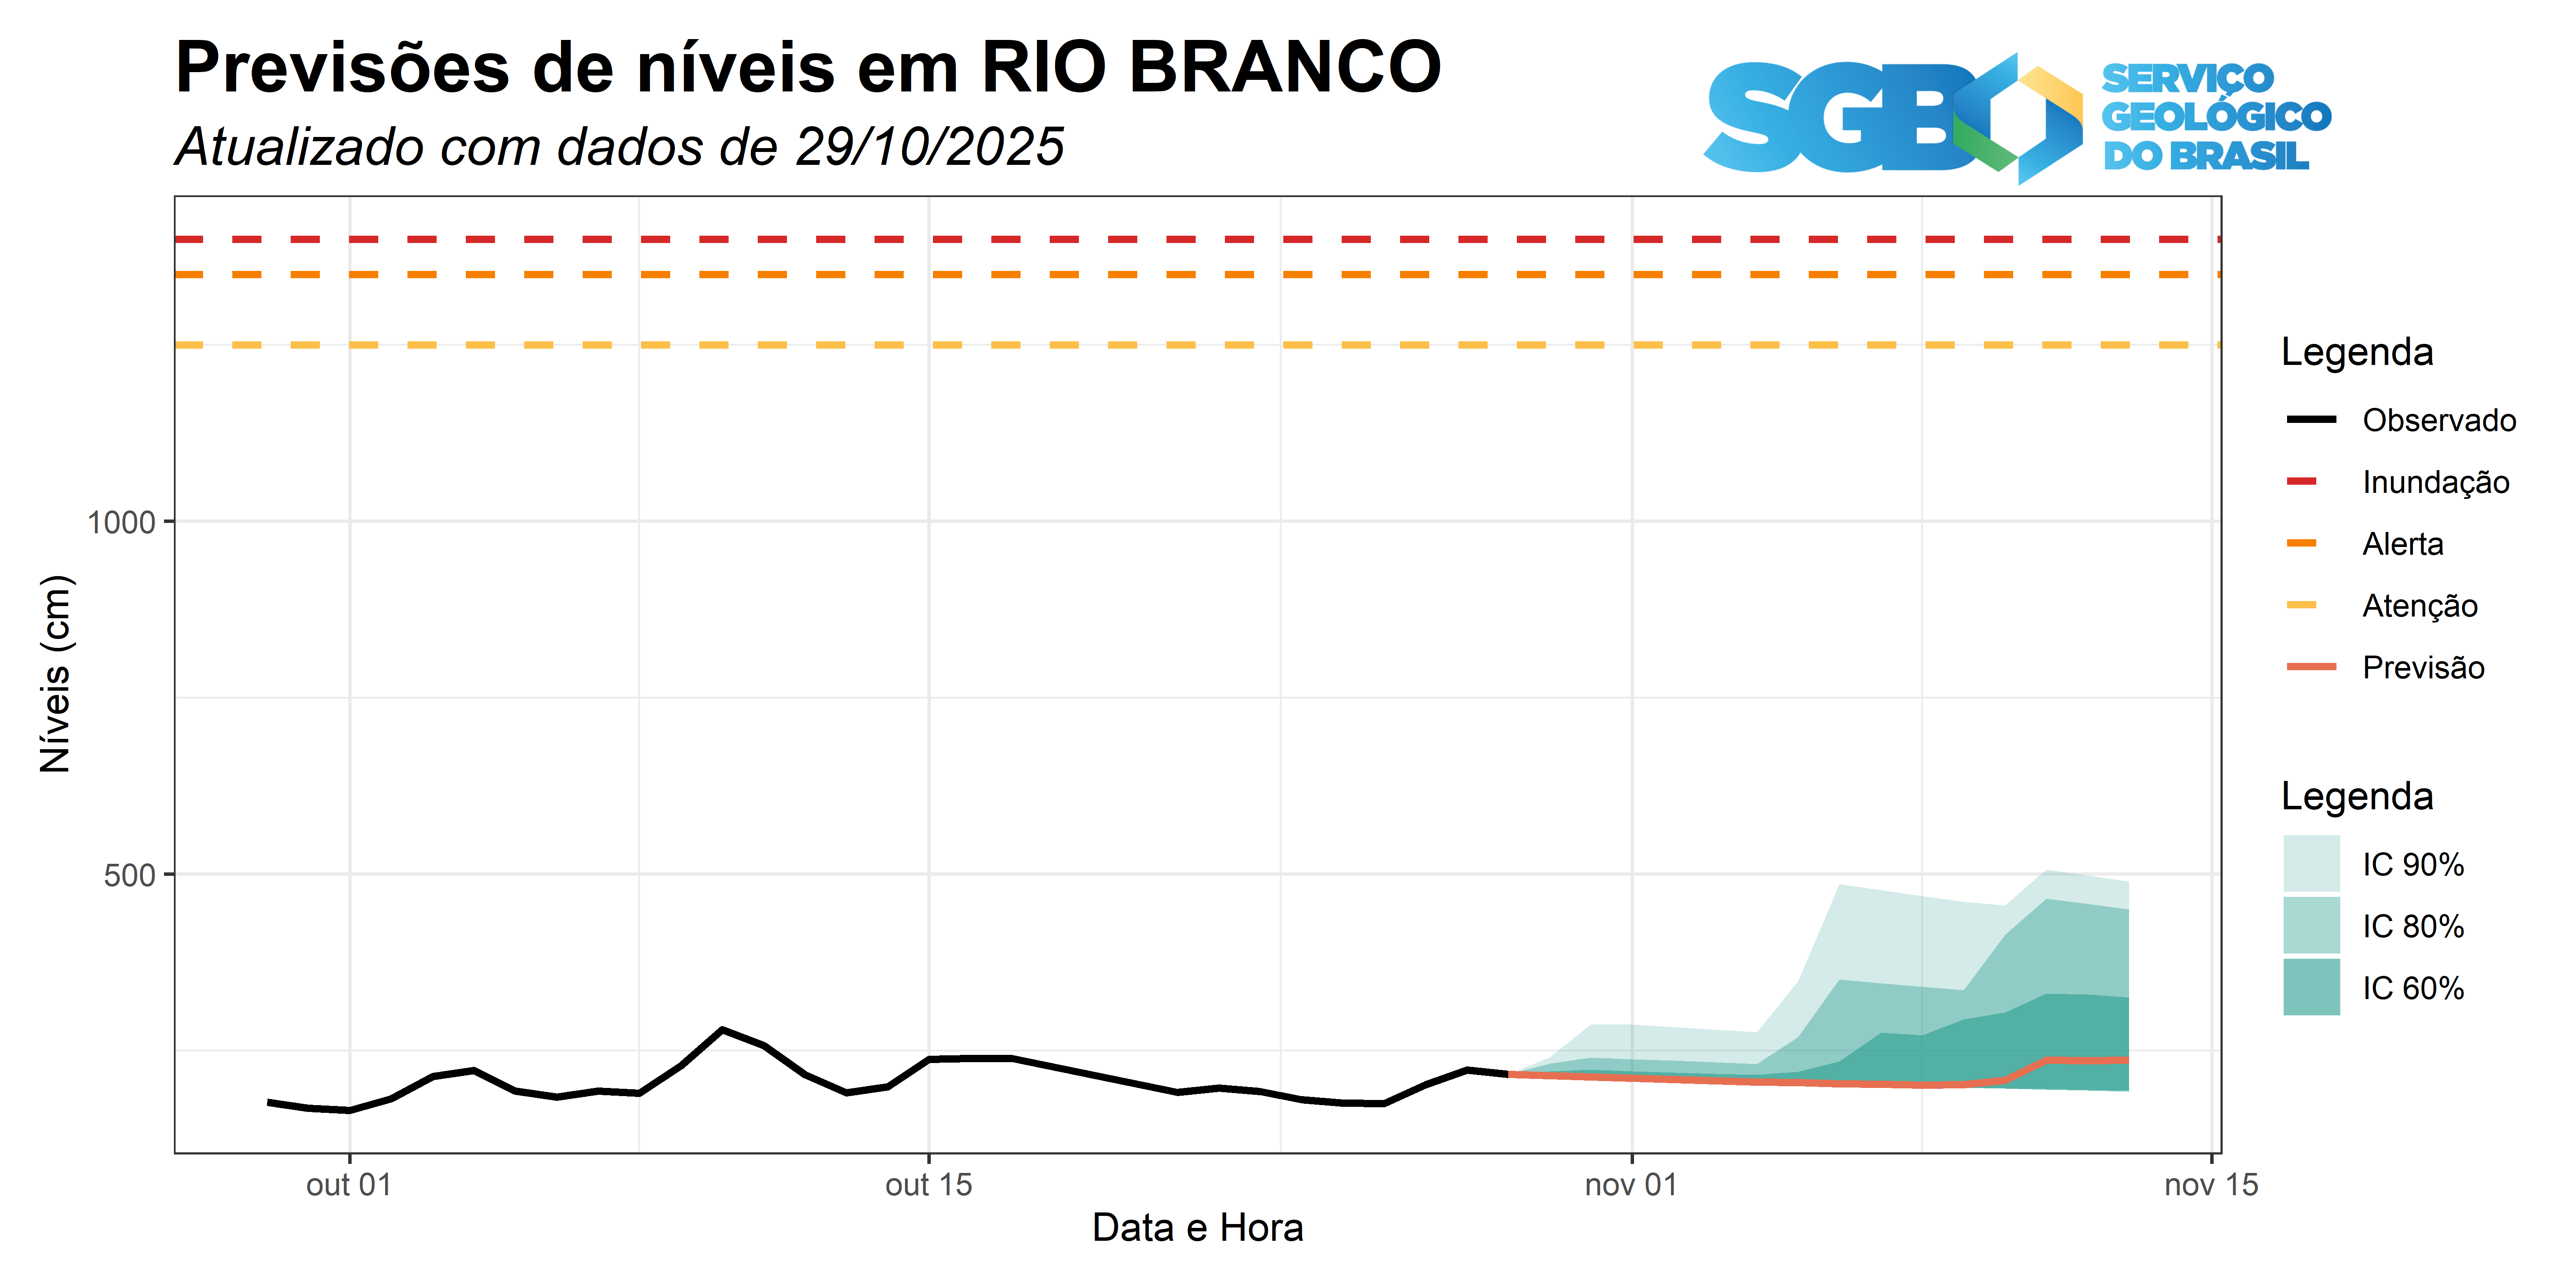 Previsões de níveis em RIO BRANCO
Atualizado com dados de 29/10/2025
SGB
SERVIÇO
GEOLÓGICO
DO BRASIL
Níveis (cm)
1000
500
out 01
out 15
nov 01
nov 15
Data e Hora
Legenda
Observado
Inundação
Alerta
Atenção
Previsão
Legenda
IC 90%
IC 80%
IC 60%